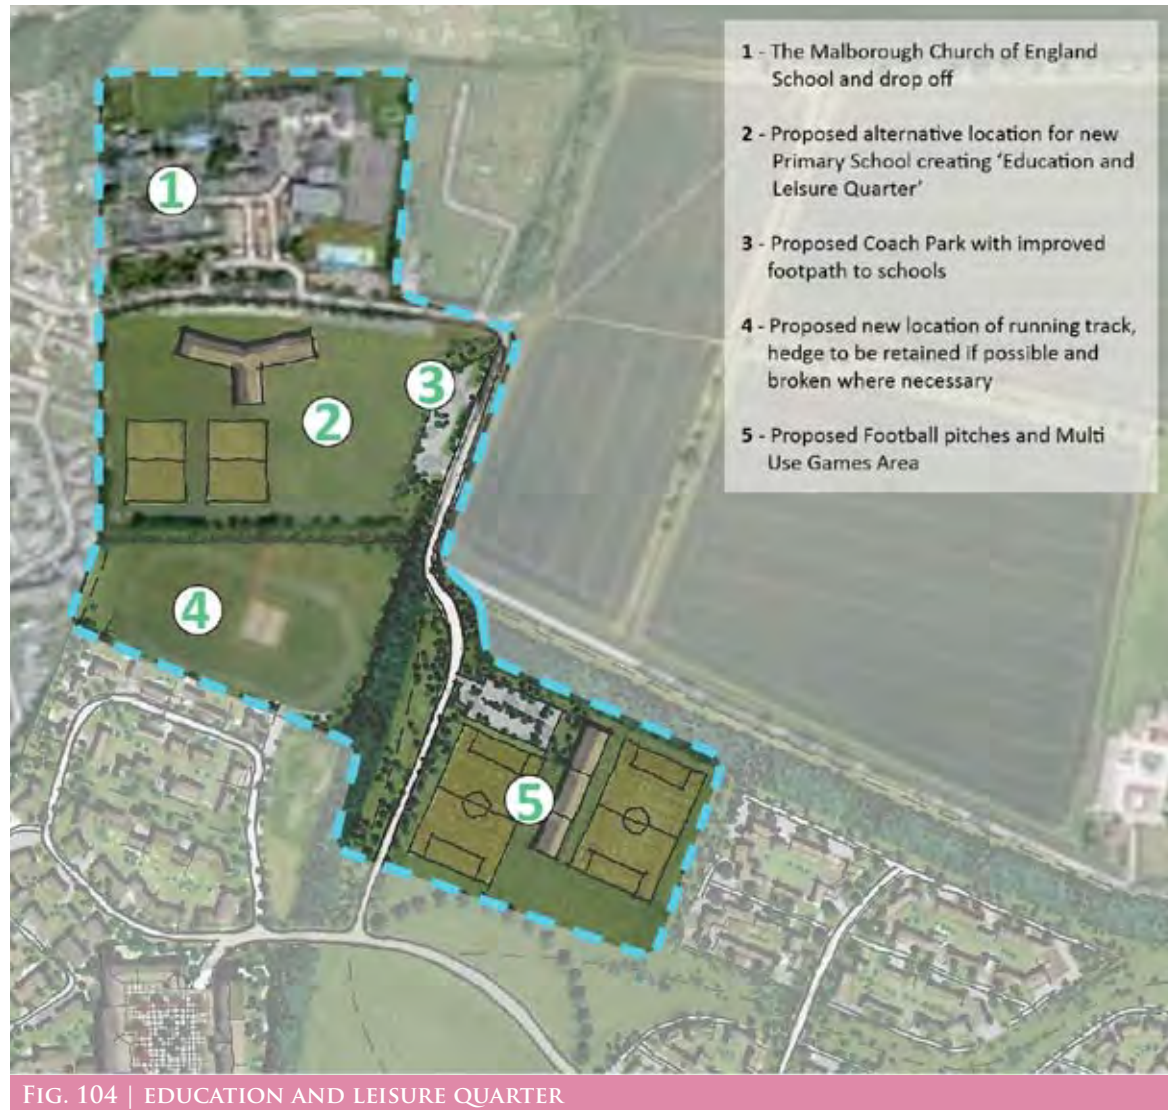 1 - The Malborough Church of England
School and drop off
2 - Proposed alternative location for new
Primary School creating 'Education and
Leisure Quarter'
3 - Proposed Coach Park with improved
footpath to schools
4 - Proposed new location of running track,
hedge to be retained if possible and
broken where necessary
5 - Proposed Football pitches and Multi
Use Games Area
1
2
3
4
5
FIG. 104 | EDUCATION AND LEISURE QUARTER